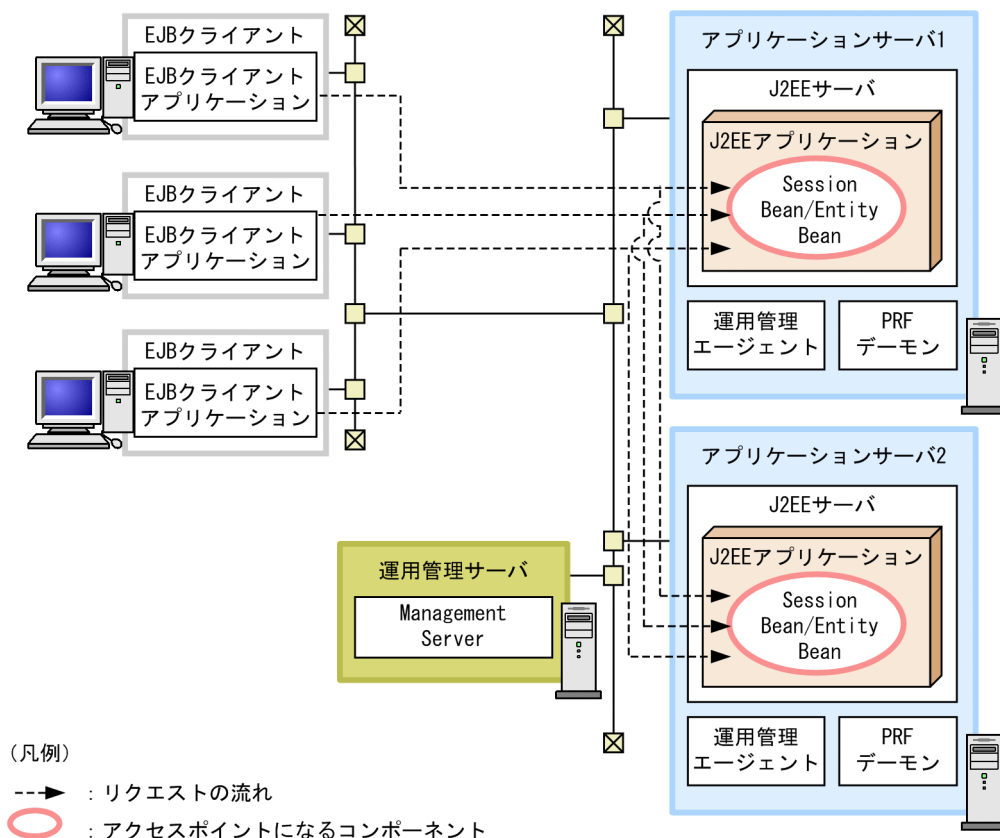 EJBクライアント
EJBクライアント
アプリケーション
EJBクライアント
EJBクライアント
アプリケーション
EJBクライアント
EJBクライアント
アプリケーション
アプリケーションサーバ1
J2EEサーバ
J2EEアプリケーション
Session
Bean/Entity
Bean
運用管理
エージェント
PRF
デーモン
アプリケーションサーバ2
J2EEサーバ
J2EEアプリケーション
Session
Bean/Entity
Bean
運用管理
エージェント
PRF
デーモン
運用管理サーバ
Management
Server
(凡例)
：リクエストの流れ
：アクセスポイントになるコンポーネント